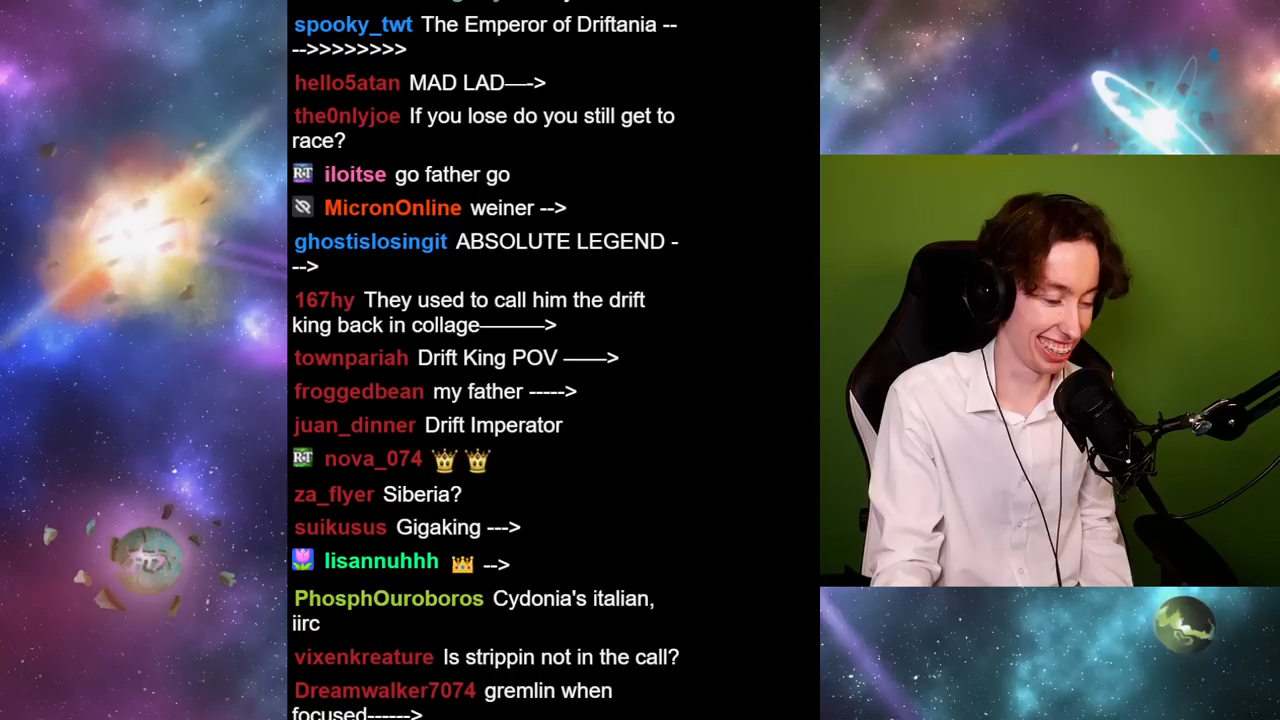 spooky_twt The Emperor of Driftania --
-->>>>>>>>>
hello5atan MAD LAD—->
the0nlyjoe If you lose do you still get to
race?
RT iloitse go father go
MicronOnline weiner -->
ghostislosingit ABSOLUTE LEGEND -
-->
167hy They used to call him the drift
king back in collage———>
townpariah Drift King POV ——>
froggedbean my father ----->
juan_dinner Drift Imperator
RT nova_074
za_flyer Siberia?
suikusus Gigaking --->
lisannuhhh -->
PhosphOuroboros Cydonia's italian,
iirc
vixenkreature Is strippin not in the call?
Dreamwalker7074 gremlin when
focused------>